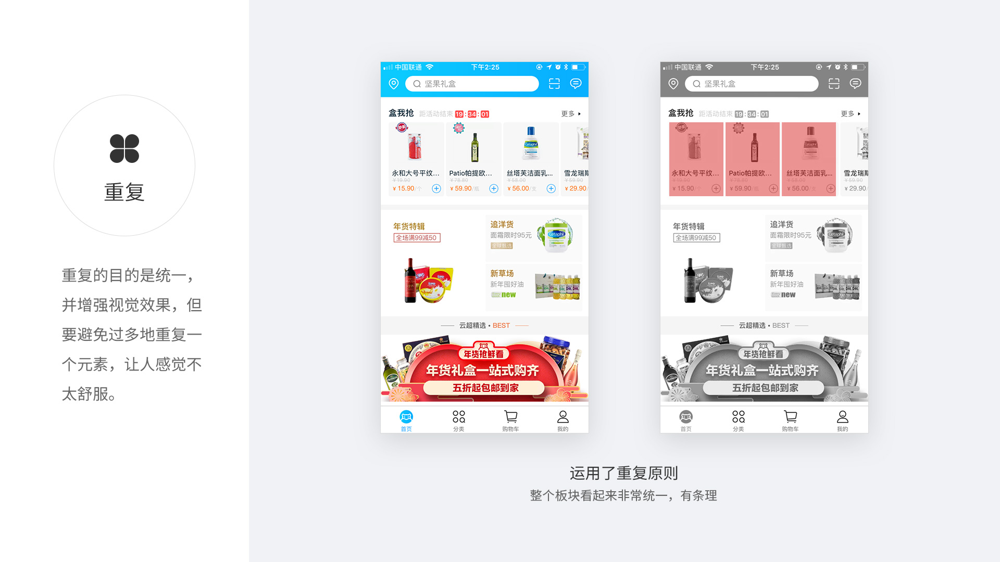 重复
重复的目的是统一，
并增强视觉效果，但
要避免过多地重复一
个元素，让人感觉不
太舒服。
中国联通 下午2:25
坚果礼盒
盒我抢 距活动结束 19:34:01 更多
永和大号平纹... Patio帕提欧... 丝塔芙洁面乳... 雪龙瑞斯
¥19.90 ¥78.80 ¥58.00 ¥59.90
¥15.90/个 ¥59.90/瓶 ¥56.00/支 ¥29.90/
年货特辑
全场满99减50
追洋货
面霜限时95元
全球甄选
Cetaphil
新草场
新年囤好油
Every week new
云超精选•BEST
年货抢鲜看
年货礼盒一站式购齐
五折起包邮到家
首页 分类 购物车 我的
中国联通 下午2:25
坚果礼盒
盒我抢 距活动结束 19:34:01 更多
永和大号平纹... Patio帕提欧... 丝塔芙洁面乳... 雪龙瑞斯
¥19.90 ¥78.80 ¥58.00 ¥59.90
¥15.90/个 ¥59.90/瓶 ¥56.00/支 ¥29.90/
年货特辑
全场满99减50
追洋货
面霜限时95元
全球甄选
Cetaphil
新草场
新年囤好油
new
云超精选•BEST
年货抢鲜看
年货礼盒一站式购齐
五折起包邮到家
首页 分类 购物车 我的
运用了重复原则
整个板块看起来非常统一，有条理